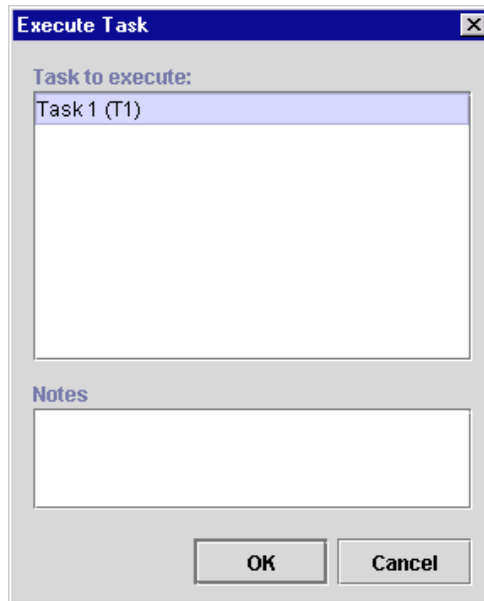 Execute Task
Task to execute:
Task 1 (T1)
Notes
OK
Cancel